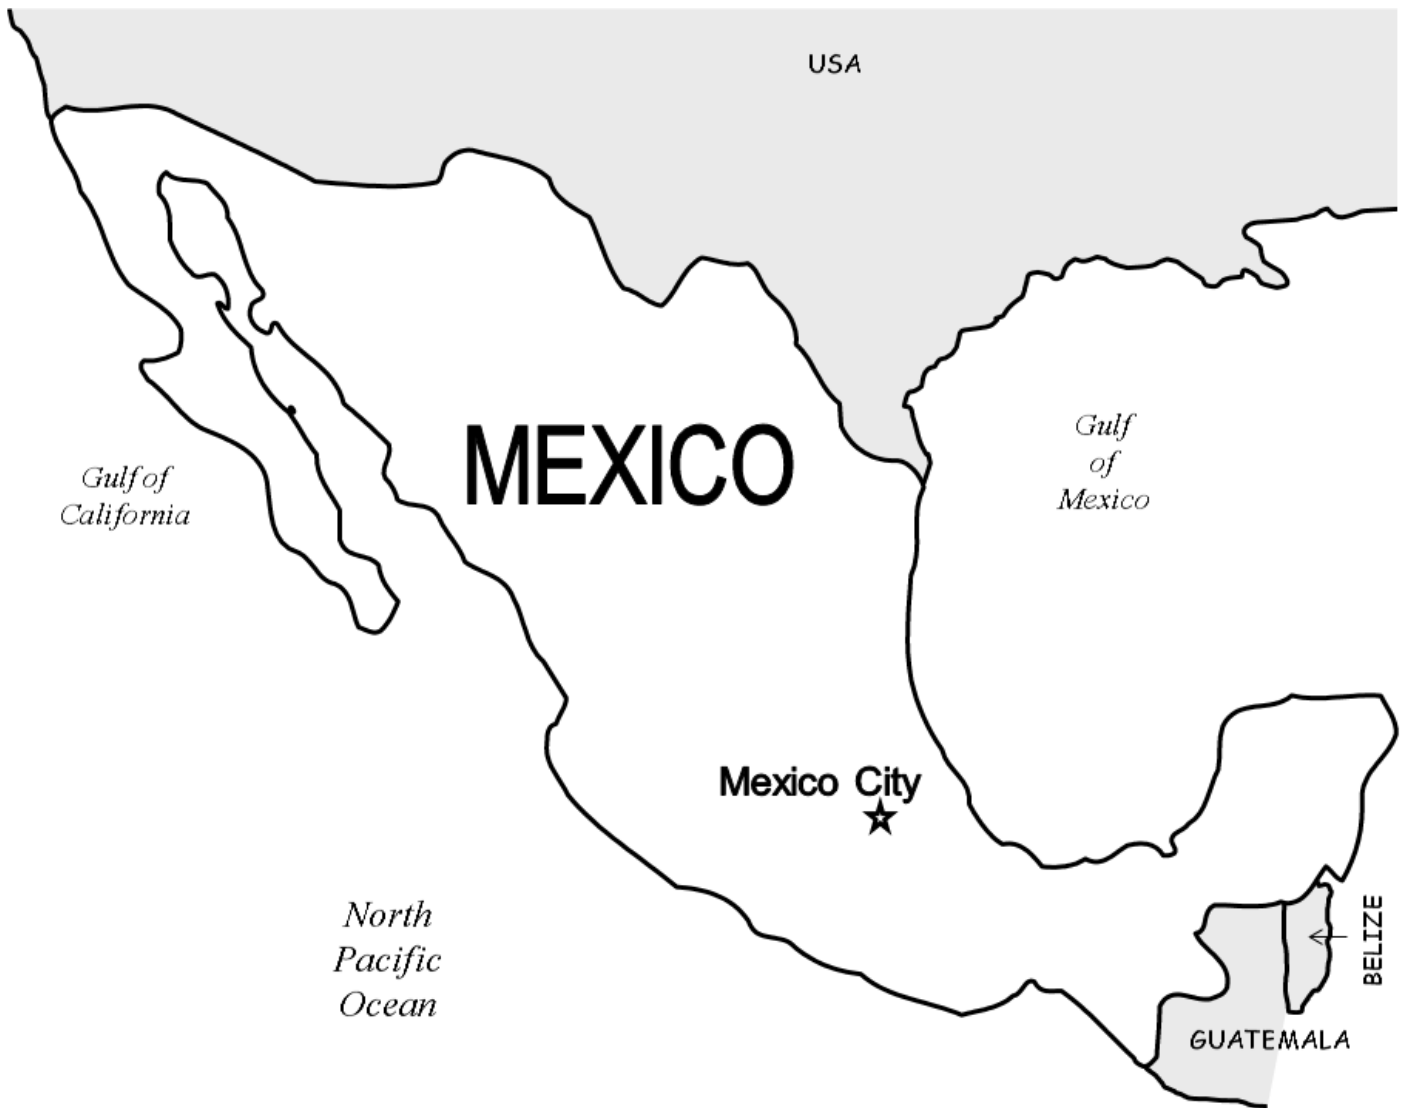 USA
MEXICO
Gulf
of
Mexico
Gulf of
California
Mexico City
North
Pacific
Ocean
BELIZE
GUATEMALA